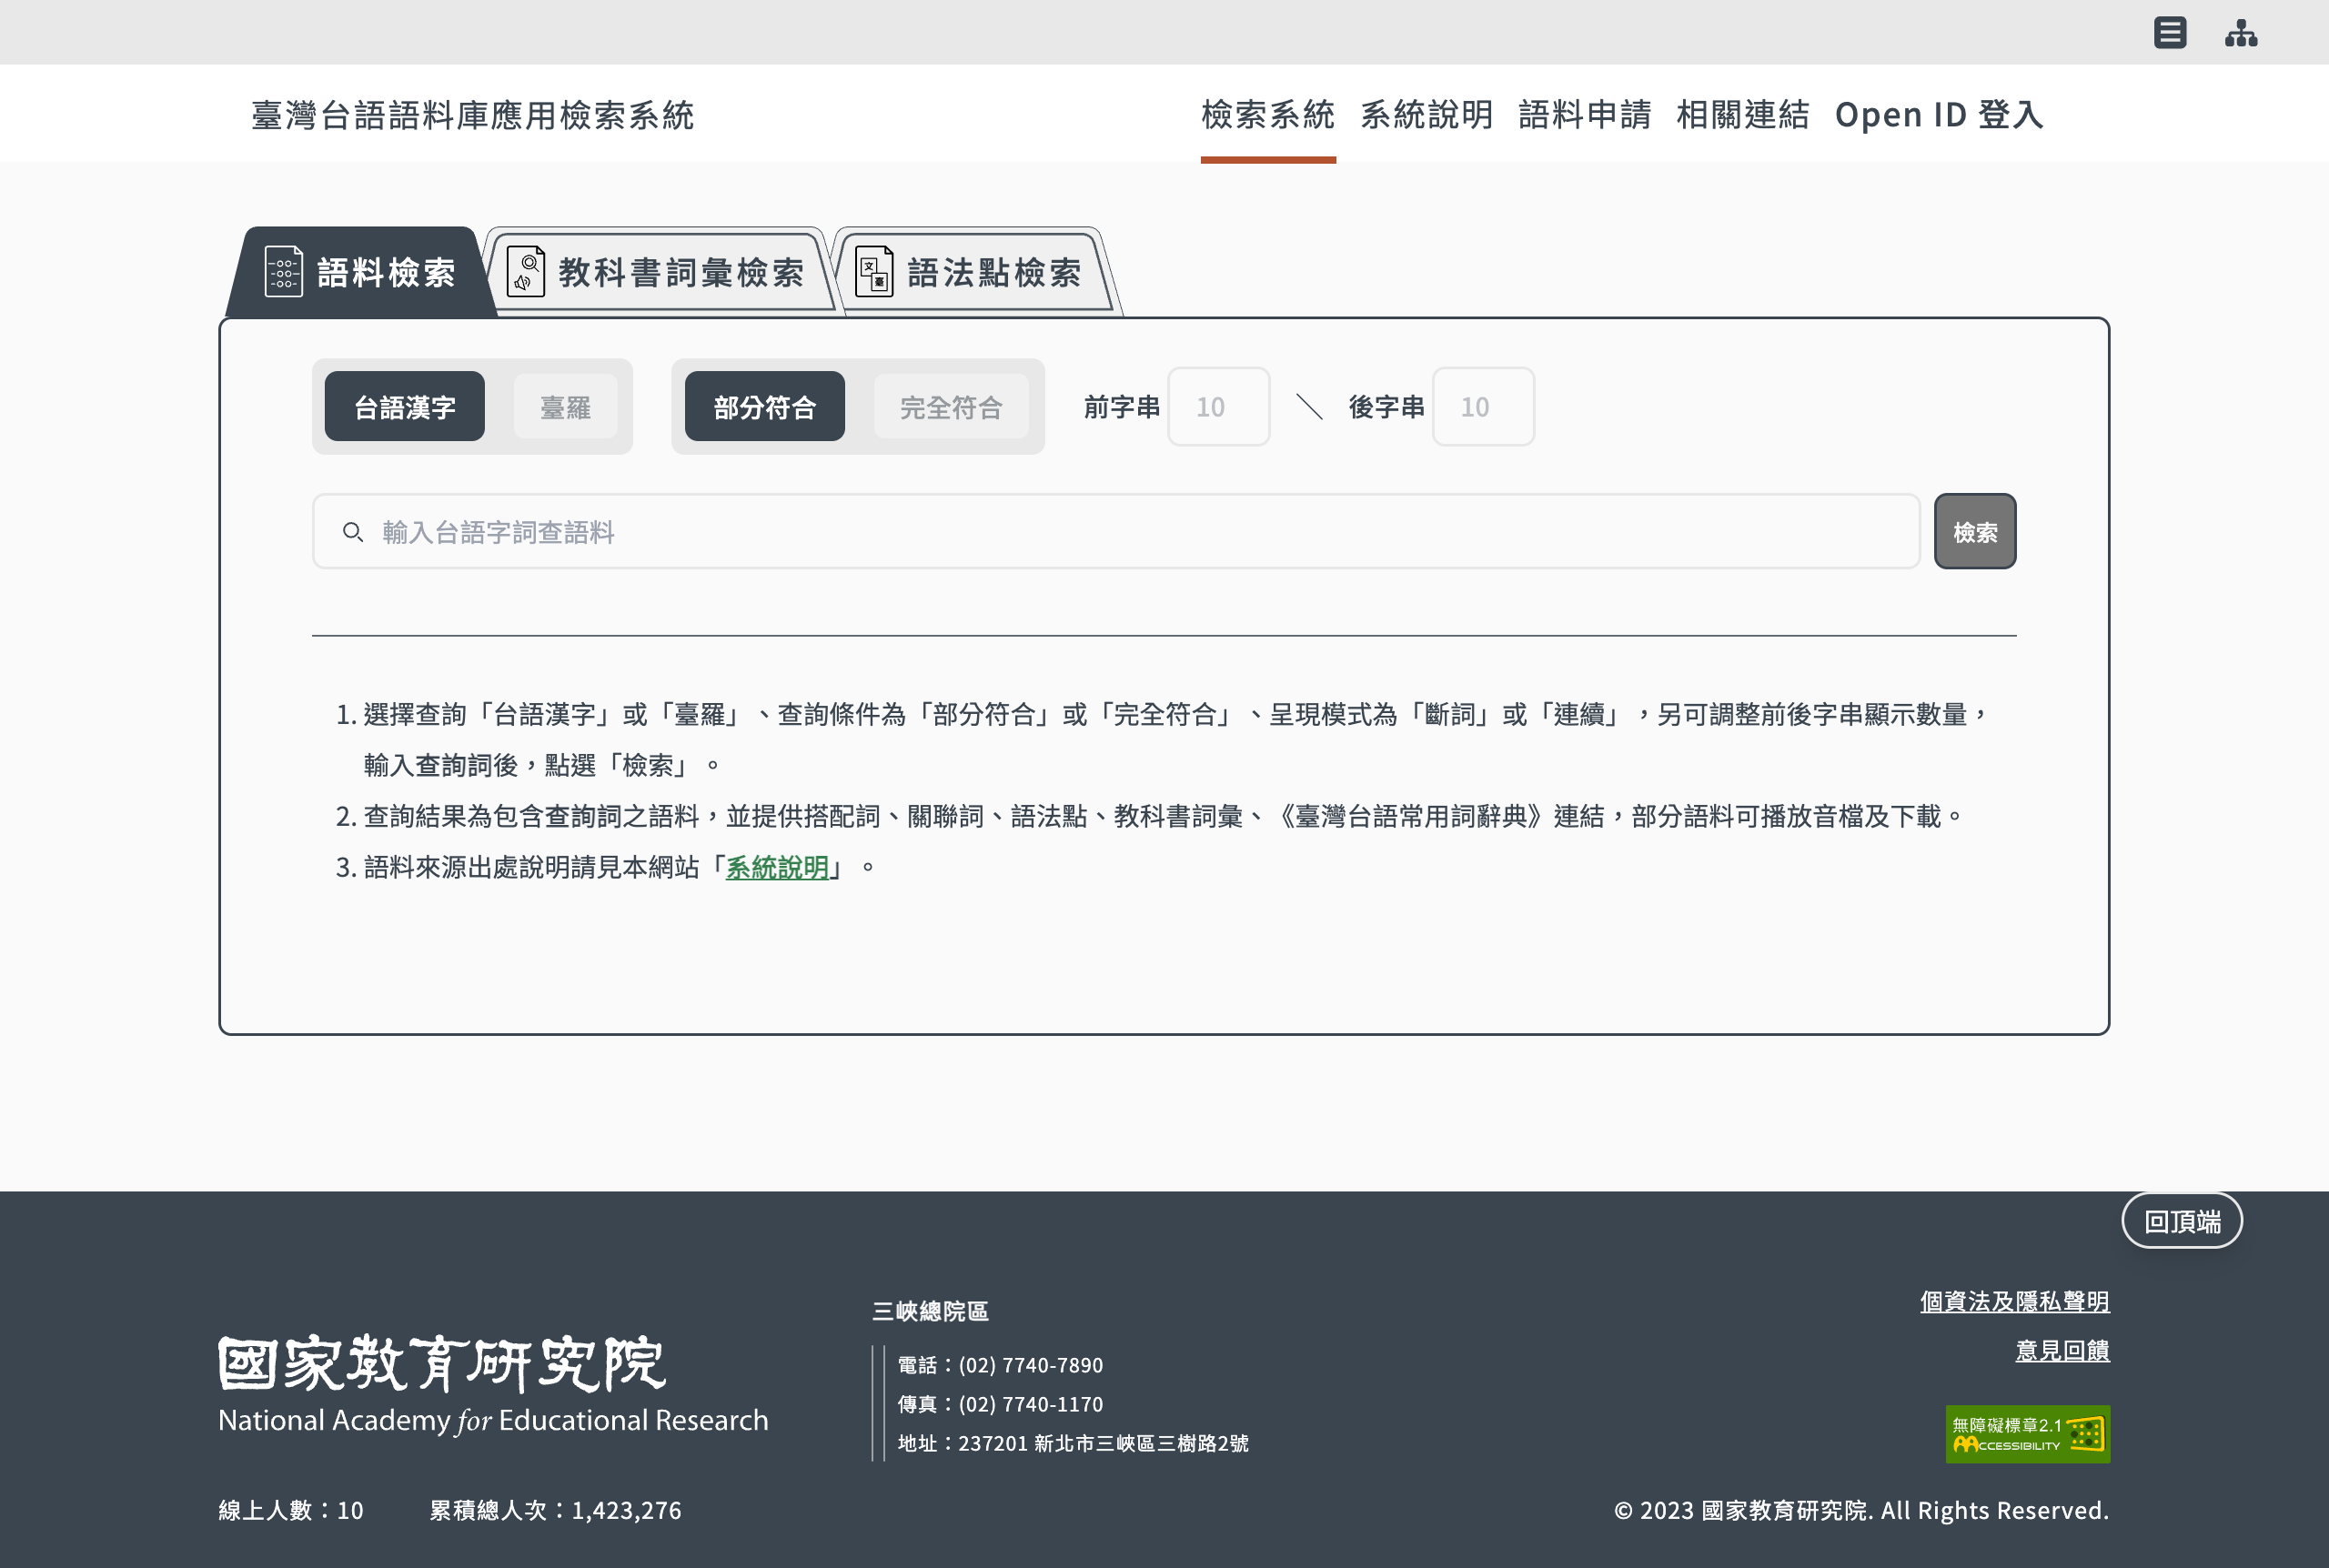 臺灣台語語料庫應用檢索系統
檢索系統 系統說明 語料申請 相關連結 Open ID 登入
語料檢索 教科書詞彙檢索 語法點檢索
台語漢字 臺羅 部分符合 完全符合 前字串 10 ＼ 後字串 10
輸入台語字詞查語料 檢索
1. 選擇查詢「台語漢字」或「臺羅」、查詢條件為「部分符合」或「完全符合」、呈現模式為「斷詞」或「連續」，另可調整前後字串顯示數量，
輸入查詢詞後，點選「檢索」。
2. 查詢結果為包含查詢詞之語料，並提供搭配詞、關聯詞、語法點、教科書詞彙、《臺灣台語常用詞辭典》連結，部分語料可播放音檔及下載。
3. 語料來源出處說明請見本網站「系統說明」。
回頂端
國家教育研究院
National Academy for Educational Research
三峽總院區
電話：(02) 7740-7890
傳真：(02) 7740-1170
地址：237201 新北市三峽區三樹路2號
個資法及隱私聲明
意見回饋
無障礙標章2.1
ACCESSIBILITY
線上人數：10 累積總人次：1,423,276
© 2023 國家教育研究院. All Rights Reserved.